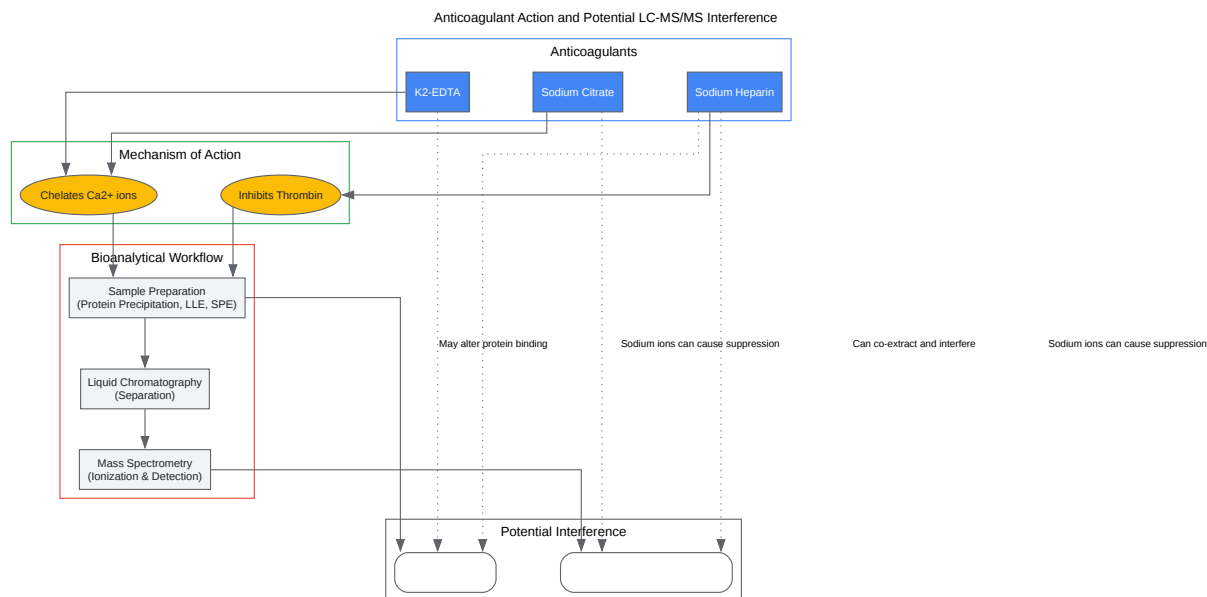 Anticoagulant Action and Potential LC-MS/MS Interference
Anticoagulants
K2-EDTA
Sodium Citrate
Sodium Heparin
Mechanism of Action
Chelates Ca2+ ions
Inhibits Thrombin
Bioanalytical Workflow
Sample Preparation
(Protein Precipitation, LLE, SPE)
May alter protein binding
Sodium ions can cause suppression
Can co-extract and interfere
Sodium ions can cause suppression
Liquid Chromatography
(Separation)
Mass Spectrometry
(Ionization & Detection)
Potential Interference